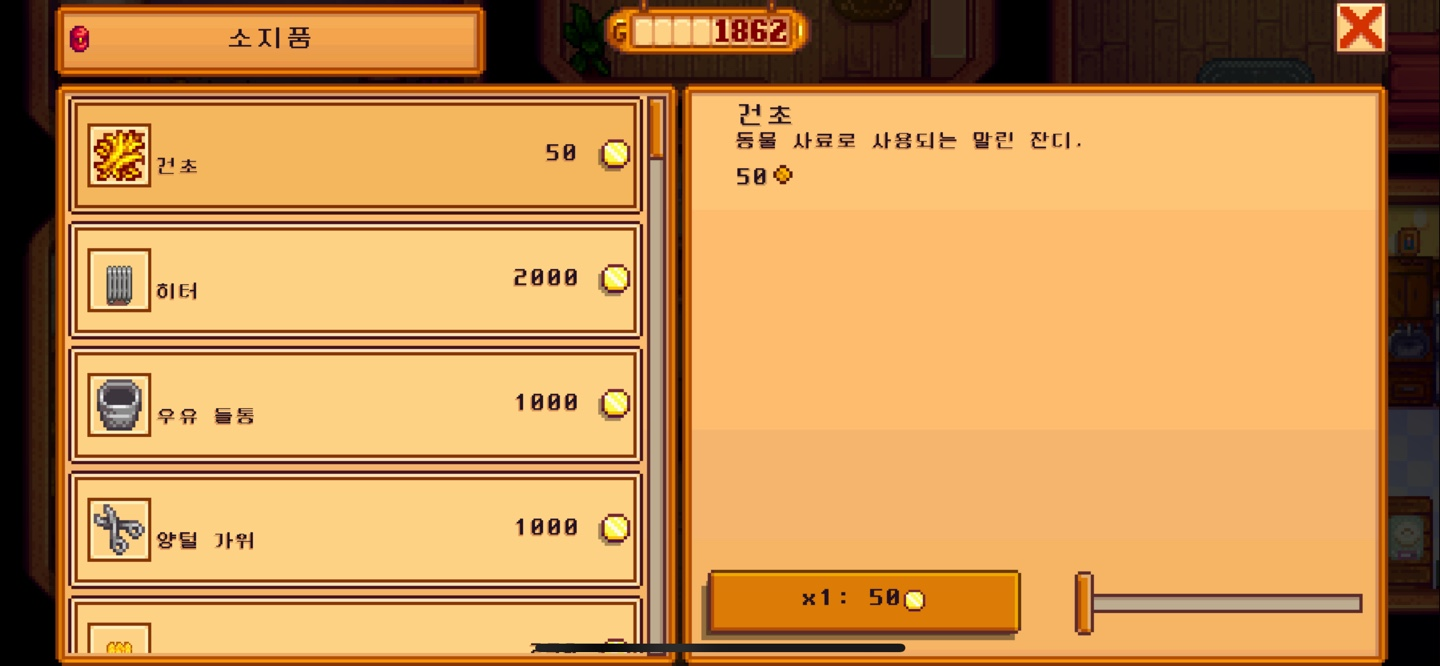 소지품
1862
건초
50
히터
2000
우유 들통
1000
양털 가위
1000
건초
동물 사료로 사용되는 말린 잔디.
50
x1: 50